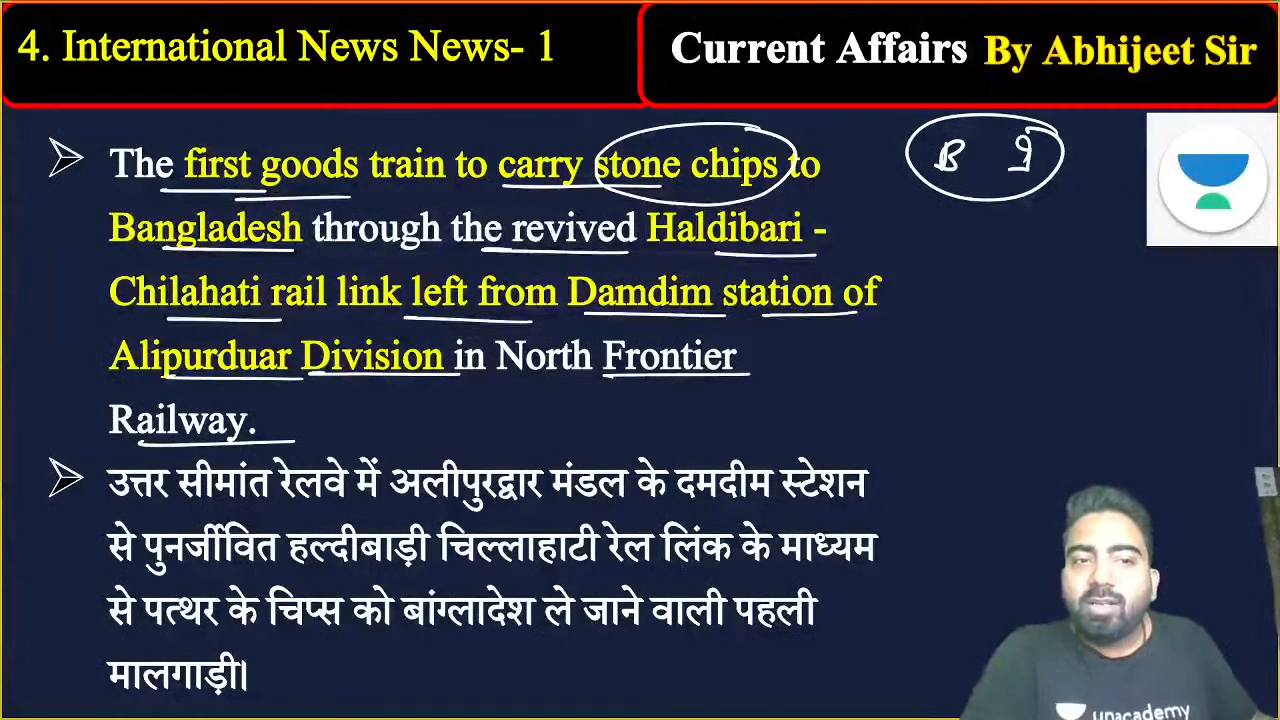 4. International News News- 1
Current Affairs By Abhijeet Sir
The first goods train to carry stone chips to
Bangladesh through the revived Haldibari -
Chilahati rail link left from Damdim station of
Alipurduar Division in North Frontier
Railway.
उत्तर सीमांत रेलवे में अलीपुरद्वार मंडल के दमदीम स्टेशन
से पुनर्जीवित हल्दीबाड़ी चिल्लाहाटी रेल लिंक के माध्यम
से पत्थर के चिप्स को बांग्लादेश ले जाने वाली पहली
मालगाड़ी।
B
unacademy